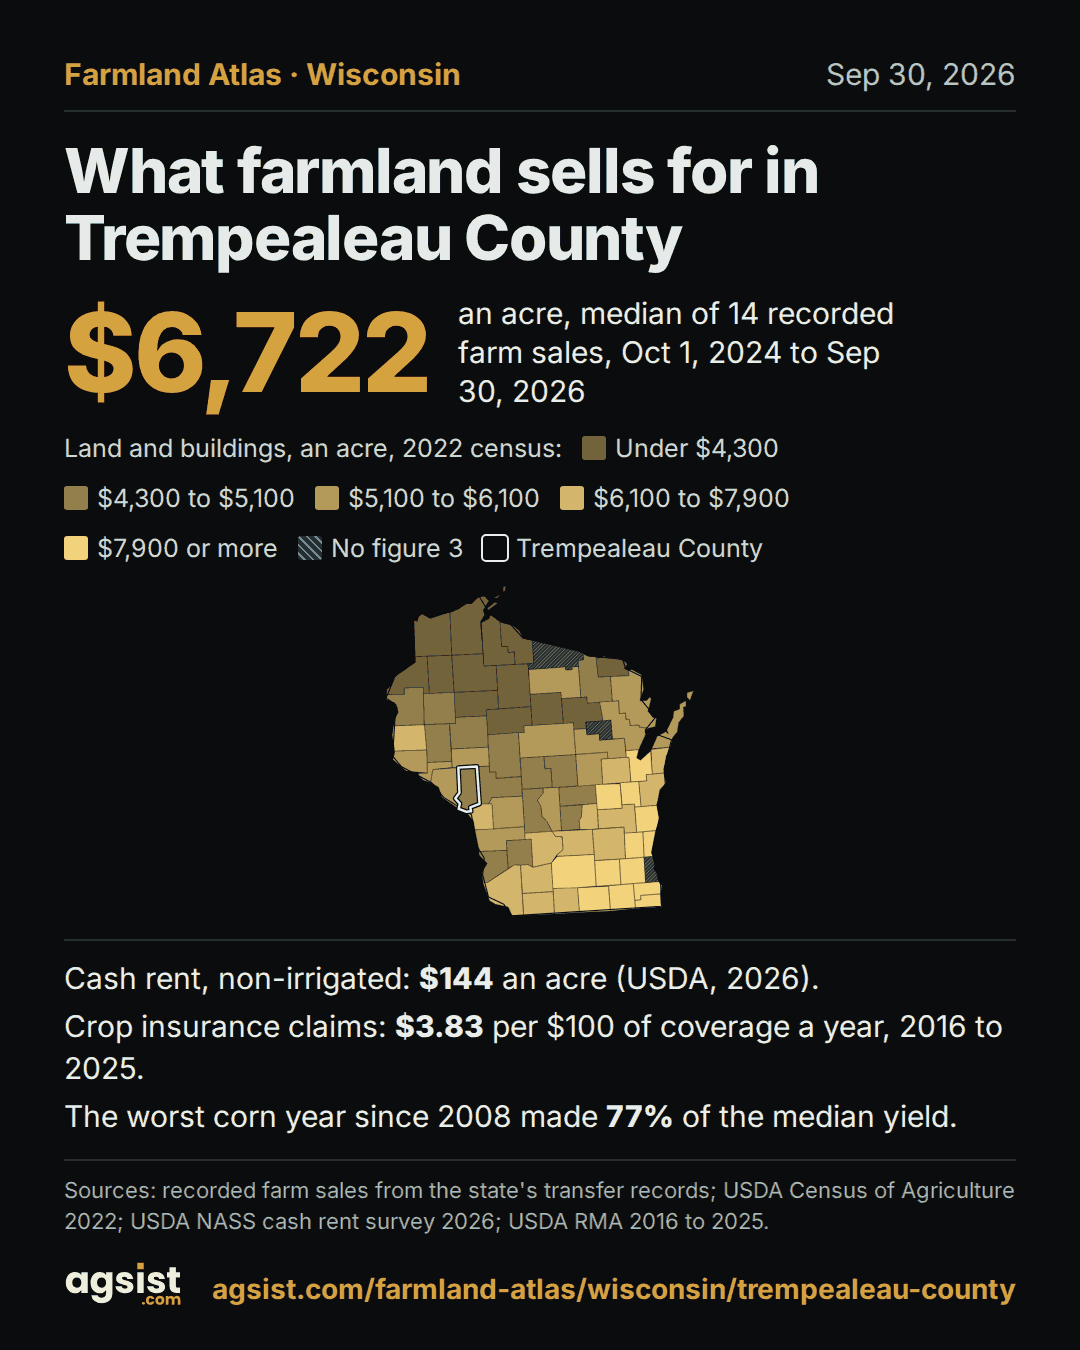 Farmland Atlas · Wisconsin
Sep 30, 2026
What farmland sells for in
Trempealeau County
$6,722
an acre, median of 14 recorded
farm sales, Oct 1, 2024 to Sep
30, 2026
Land and buildings, an acre, 2022 census: Under $4,300
$4,300 to $5,100 $5,100 to $6,100 $6,100 to $7,900
$7,900 or more No figure 3 Trempealeau County
Cash rent, non-irrigated: $144 an acre (USDA, 2026).
Crop insurance claims: $3.83 per $100 of coverage a year, 2016 to
2025.
The worst corn year since 2008 made 77% of the median yield.
Sources: recorded farm sales from the state's transfer records; USDA Census of Agriculture
2022; USDA NASS cash rent survey 2026; USDA RMA 2016 to 2025.
agsist
.com
agsist.com/farmland-atlas/wisconsin/trempealeau-county